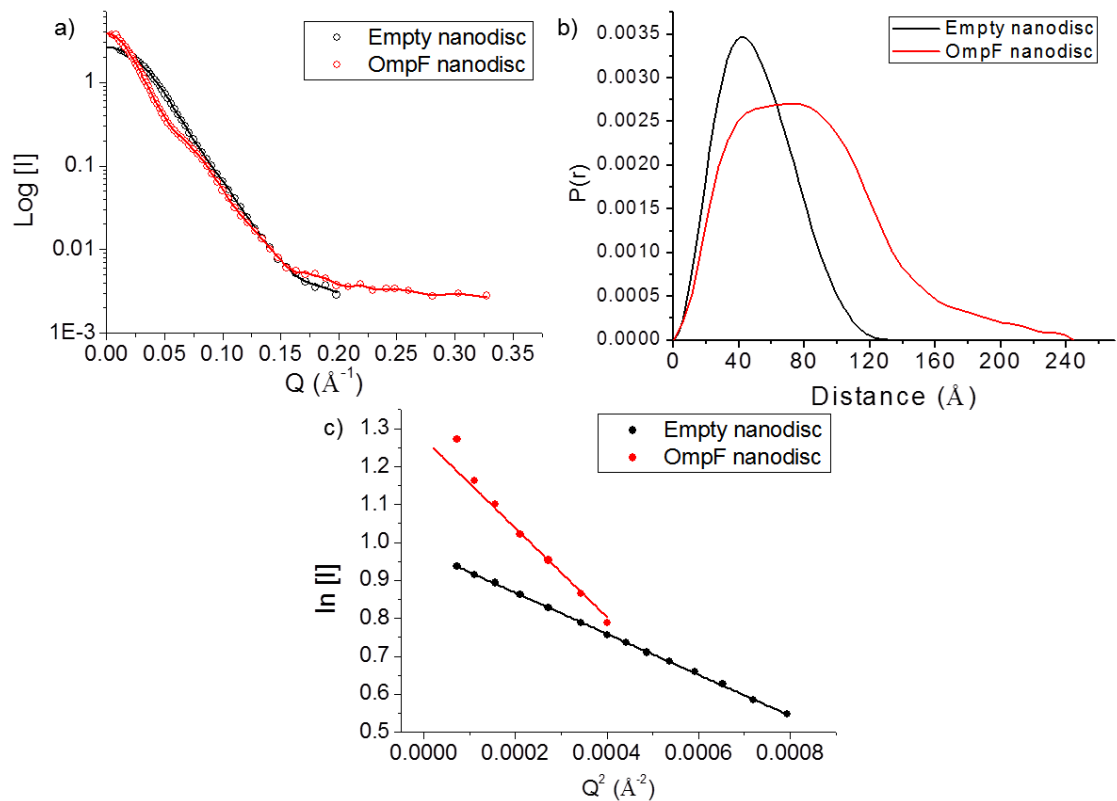 a)
Empty nanodisc
OmpF nanodisc
Log [I]
1
0.1
0.01
1E-3
0.00 0.05 0.10 0.15 0.20 0.25 0.30 0.35
Q (Å⁻¹)
b)
Empty nanodisc
OmpF nanodisc
P(r)
0.0035
0.0030
0.0025
0.0020
0.0015
0.0010
0.0005
0.0000
0 40 80 120 160 200 240
Distance (Å)
c)
Empty nanodisc
OmpF nanodisc
ln [I]
1.3
1.2
1.1
1.0
0.9
0.8
0.7
0.6
0.5
0.0000 0.0002 0.0004 0.0006 0.0008
Q² (Å⁻²)